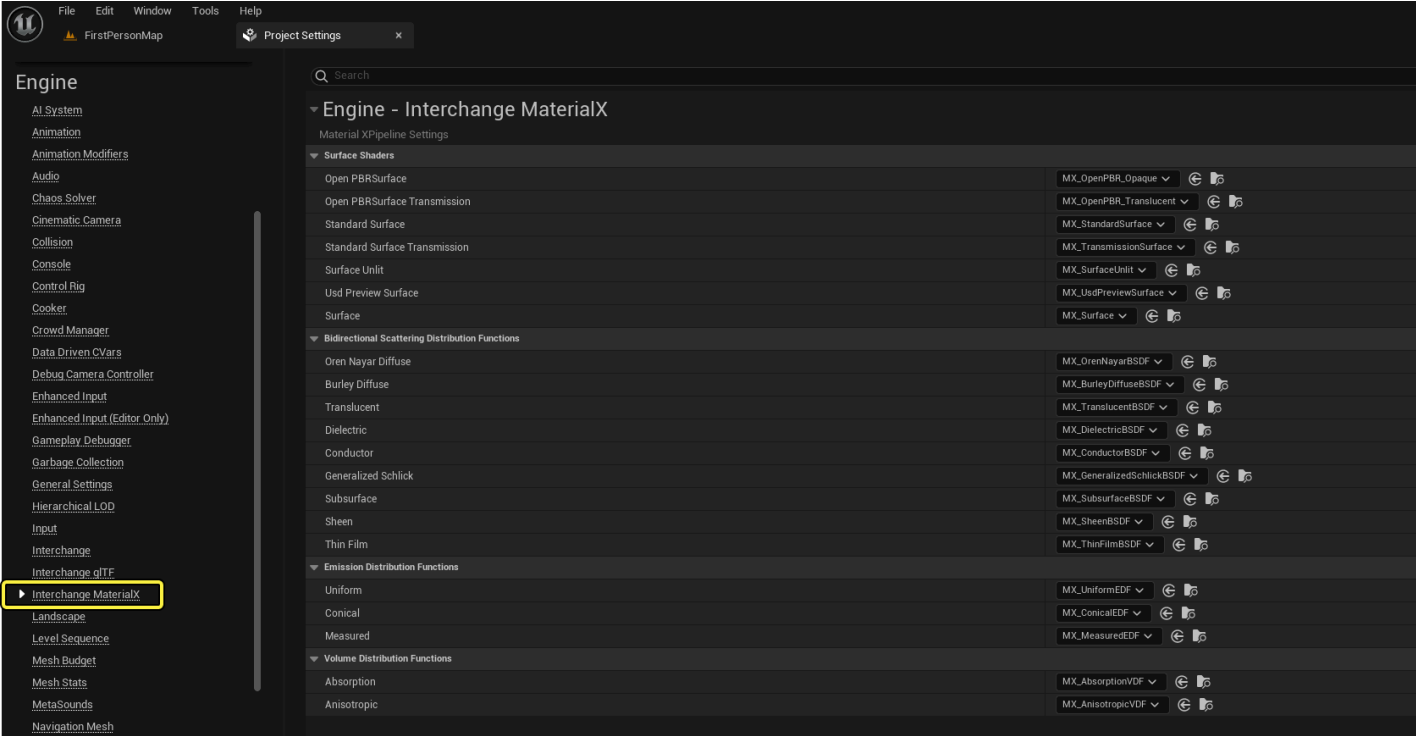 File Edit Window Tools Help
FirstPersonMap
Project Settings
Engine
AI System
Animation
Animation Modifiers
Audio
Chaos Solver
Cinematic Camera
Collision
Console
Control Rig
Cooker
Crowd Manager
Data Driven CVars
Debug Camera Controller
Enhanced Input
Enhanced Input (Editor Only)
Gameplay Debugger
Garbage Collection
General Settings
Hierarchical LOD
Input
Interchange
Interchange glTF
Interchange MaterialX
Landscape
Level Sequence
Mesh Budget
Mesh Stats
MetaSounds
Navigation Mesh
Search
Engine - Interchange MaterialX
Material XPipeline Settings
Surface Shaders
Open PBRSurface MX_OpenPBR_Opaque
Open PBRSurface Transmission MX_OpenPBR_Translucent
Standard Surface MX_StandardSurface
Standard Surface Transmission MX_TransmissionSurface
Surface Unlit MX_SurfaceUnlit
Usd Preview Surface MX_UsdPreviewSurface
Surface MX_Surface
Bidirectional Scattering Distribution Functions
Oren Nayar Diffuse MX_OrenNayarBSDF
Burley Diffuse MX_BurleyDiffuseBSDF
Translucent MX_TranslucentBSDF
Dielectric MX_DielectricBSDF
Conductor MX_ConductorBSDF
Generalized Schlick MX_GeneralizedSchlickBSDF
Subsurface MX_SubsurfaceBSDF
Sheen MX_SheenBSDF
Thin Film MX_ThinFilmBSDF
Emission Distribution Functions
Uniform MX_UniformEDF
Conical MX_ConicalEDF
Measured MX_MeasuredEDF
Volume Distribution Functions
Absorption MX_AbsorptionVDF
Anisotropic MX_AnisotropicVDF